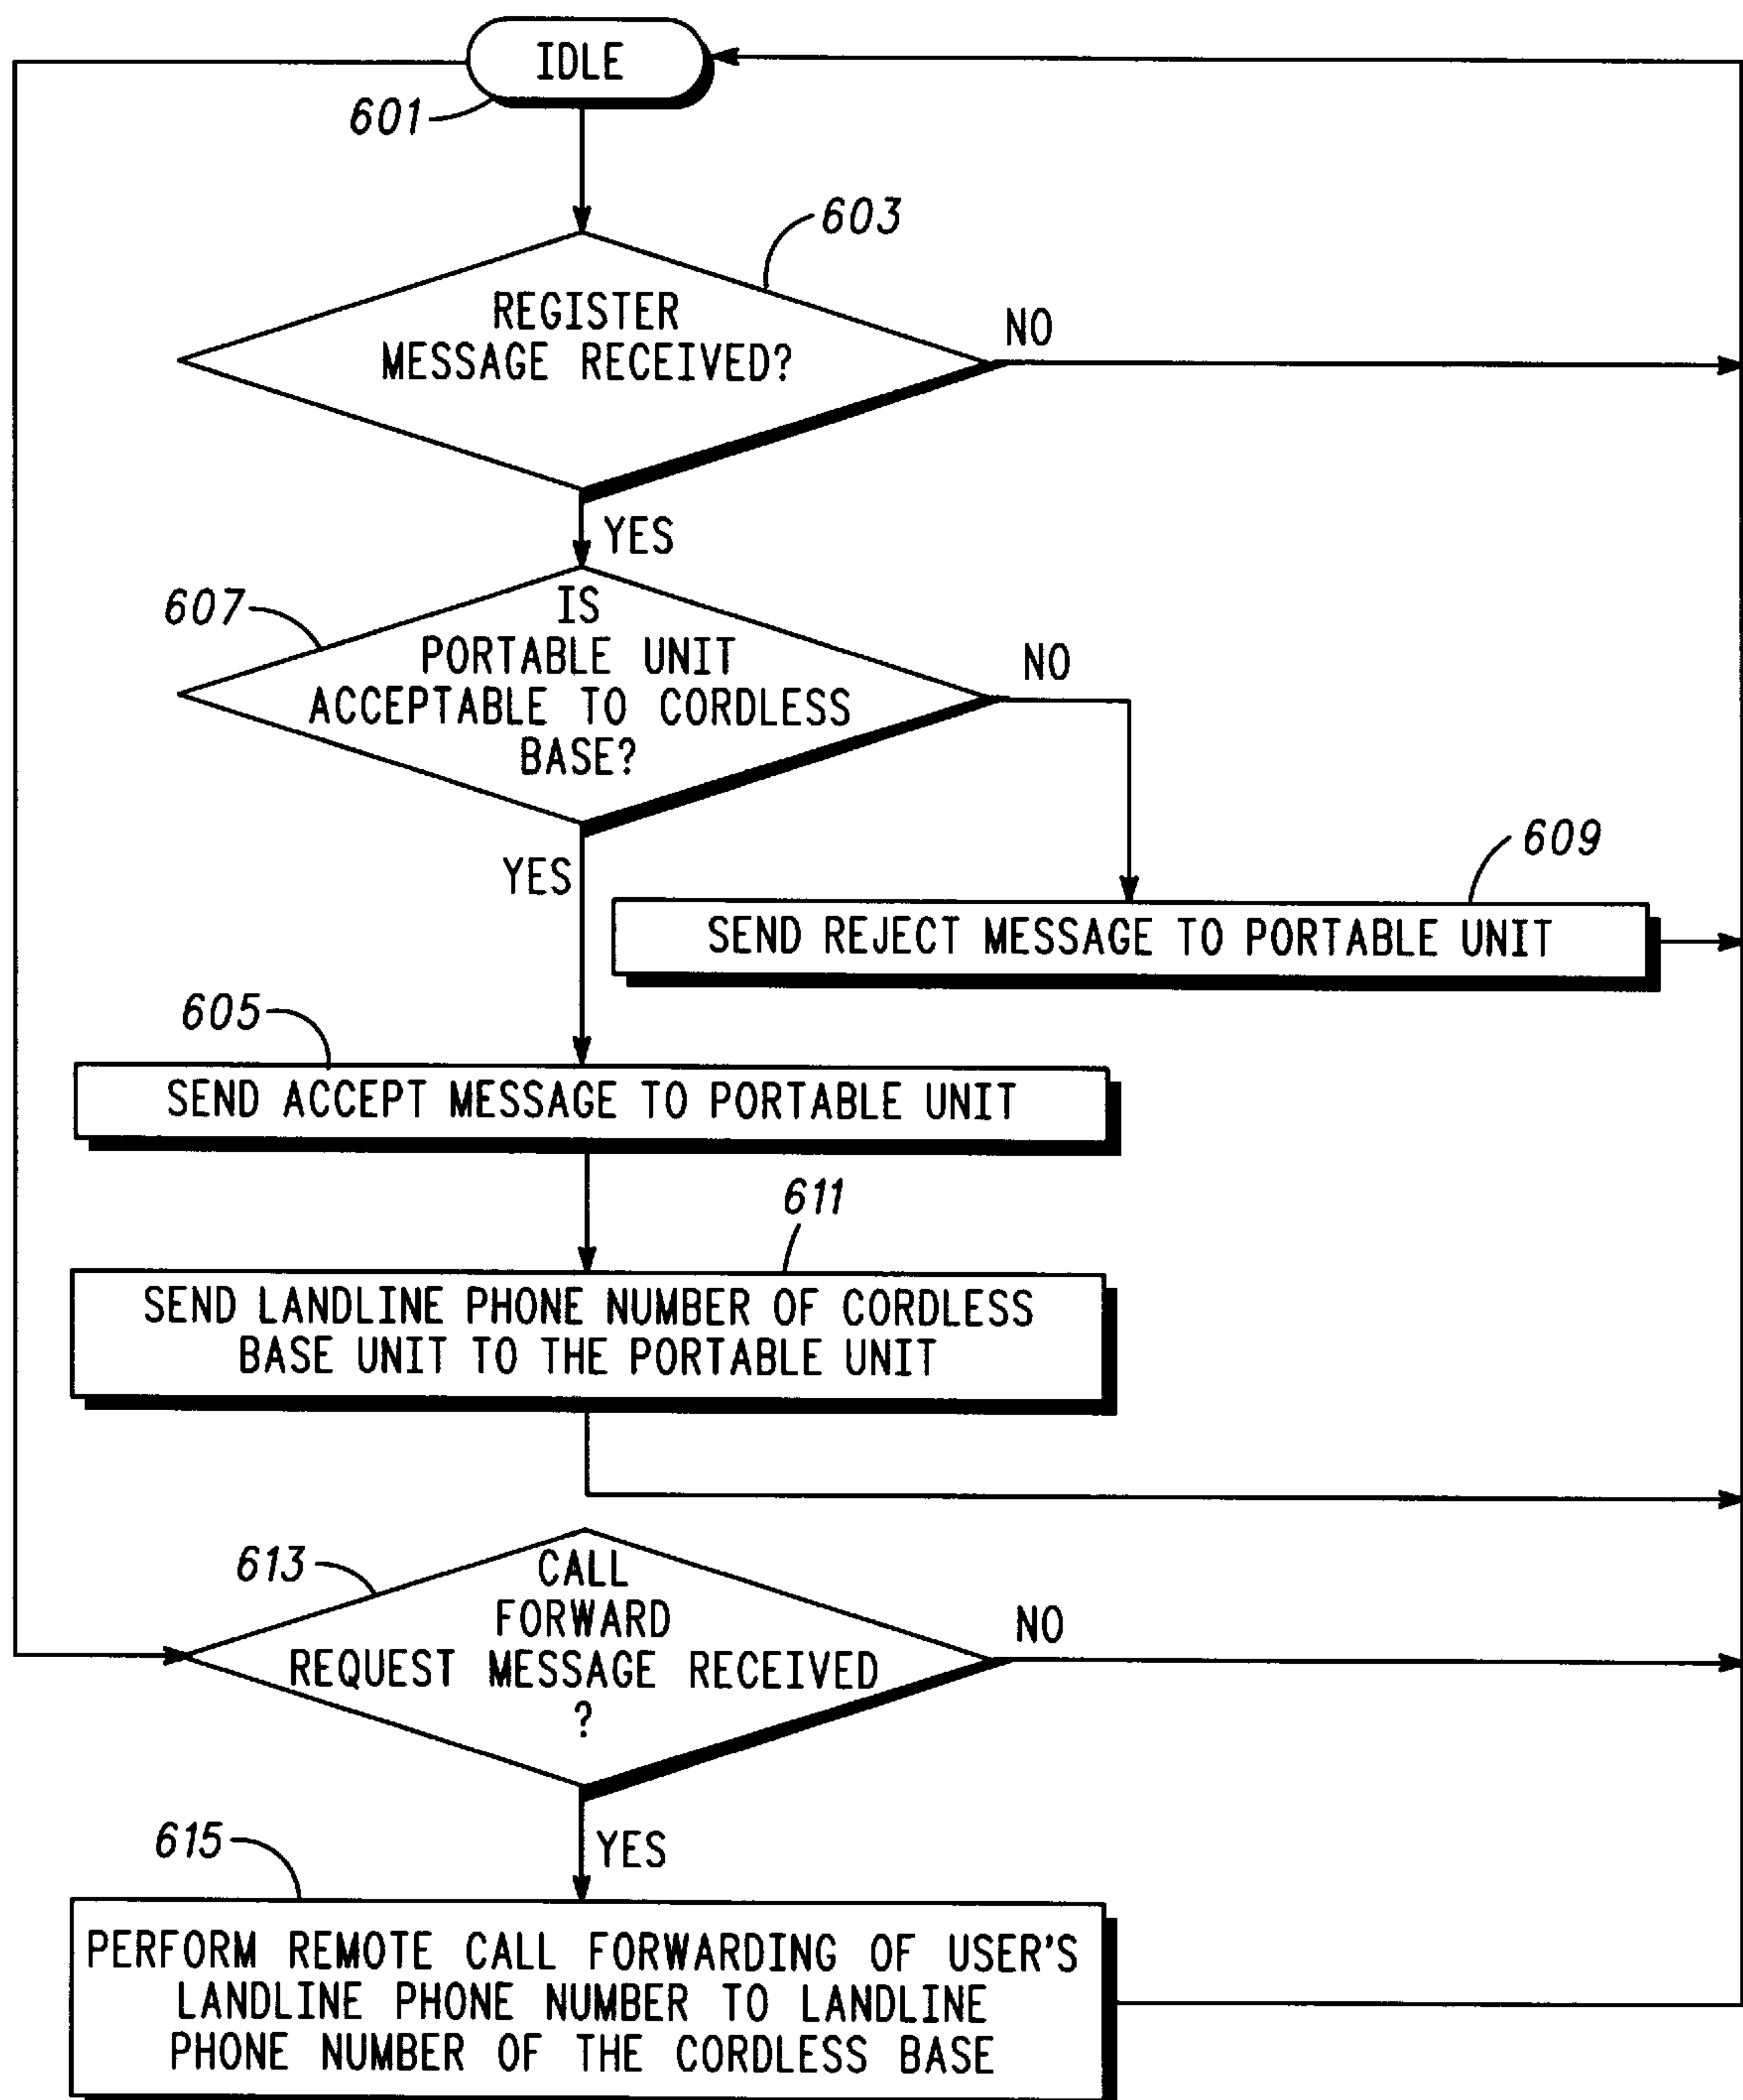 IDLE
601
603
REGISTER
MESSAGE RECEIVED?
NO
YES
607
IS
PORTABLE UNIT
ACCEPTABLE TO CORDLESS
BASE?
NO
YES
609
SEND REJECT MESSAGE TO PORTABLE UNIT
605
SEND ACCEPT MESSAGE TO PORTABLE UNIT
611
SEND LANDLINE PHONE NUMBER OF CORDLESS
BASE UNIT TO THE PORTABLE UNIT
613
CALL
FORWARD
REQUEST MESSAGE RECEIVED
?
NO
YES
615
PERFORM REMOTE CALL FORWARDING OF USER'S
LANDLINE PHONE NUMBER TO LANDLINE
PHONE NUMBER OF THE CORDLESS BASE